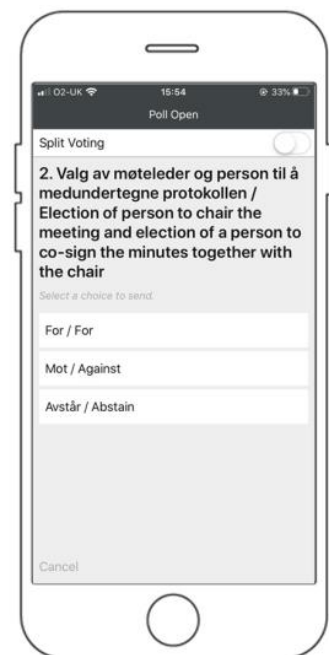 O2-UK 15:54 33%
Poll Open
Split Voting
2. Valg av møteleder og person til å
medundertegne protokollen /
Election of person to chair the
meeting and election of a person to
co-sign the minutes together with
the chair
Select a choice to send.
For / For
Mot / Against
Avstår / Abstain
Cancel